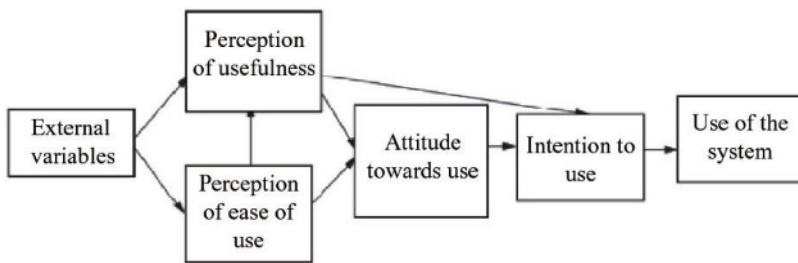 External
variables
Perception
of usefulness
Perception
of ease of
use
Attitude
towards use
Intention to
use
Use of the
system